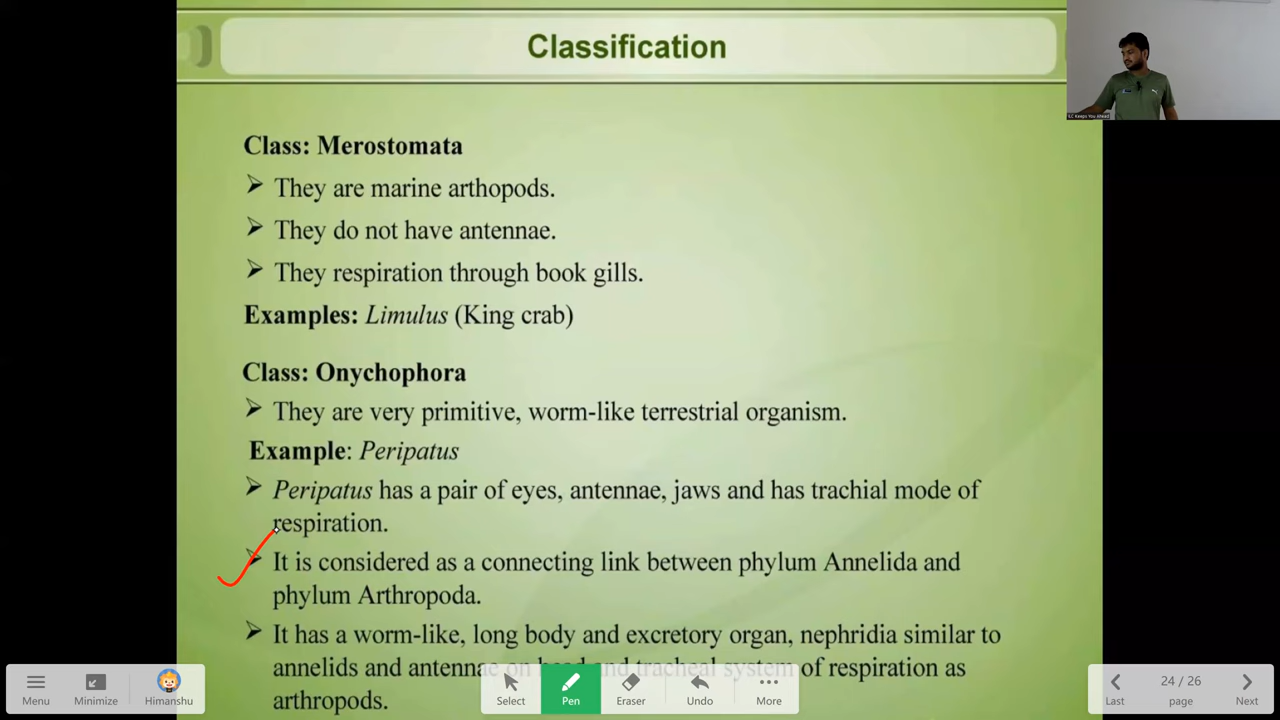 Classification
Class: Merostomata
They are marine arthopods.
They do not have antennae.
They respiration through book gills.
Examples: Limulus (King crab)
Class: Onychophora
They are very primitive, worm-like terrestrial organism.
Example: Peripatus
Peripatus has a pair of eyes, antennae, jaws and has trachial mode of
respiration.
It is considered as a connecting link between phylum Annelida and
phylum Arthropoda.
It has a worm-like, long body and excretory organ, nephridia similar to
annelids and antennae on head and tracheal system of respiration as
arthropods.
EC Keeps You ahead
Menu
Minimize
Himanshu
Select
Pen
Eraser
Undo
More
Last
24 / 26
page
Next